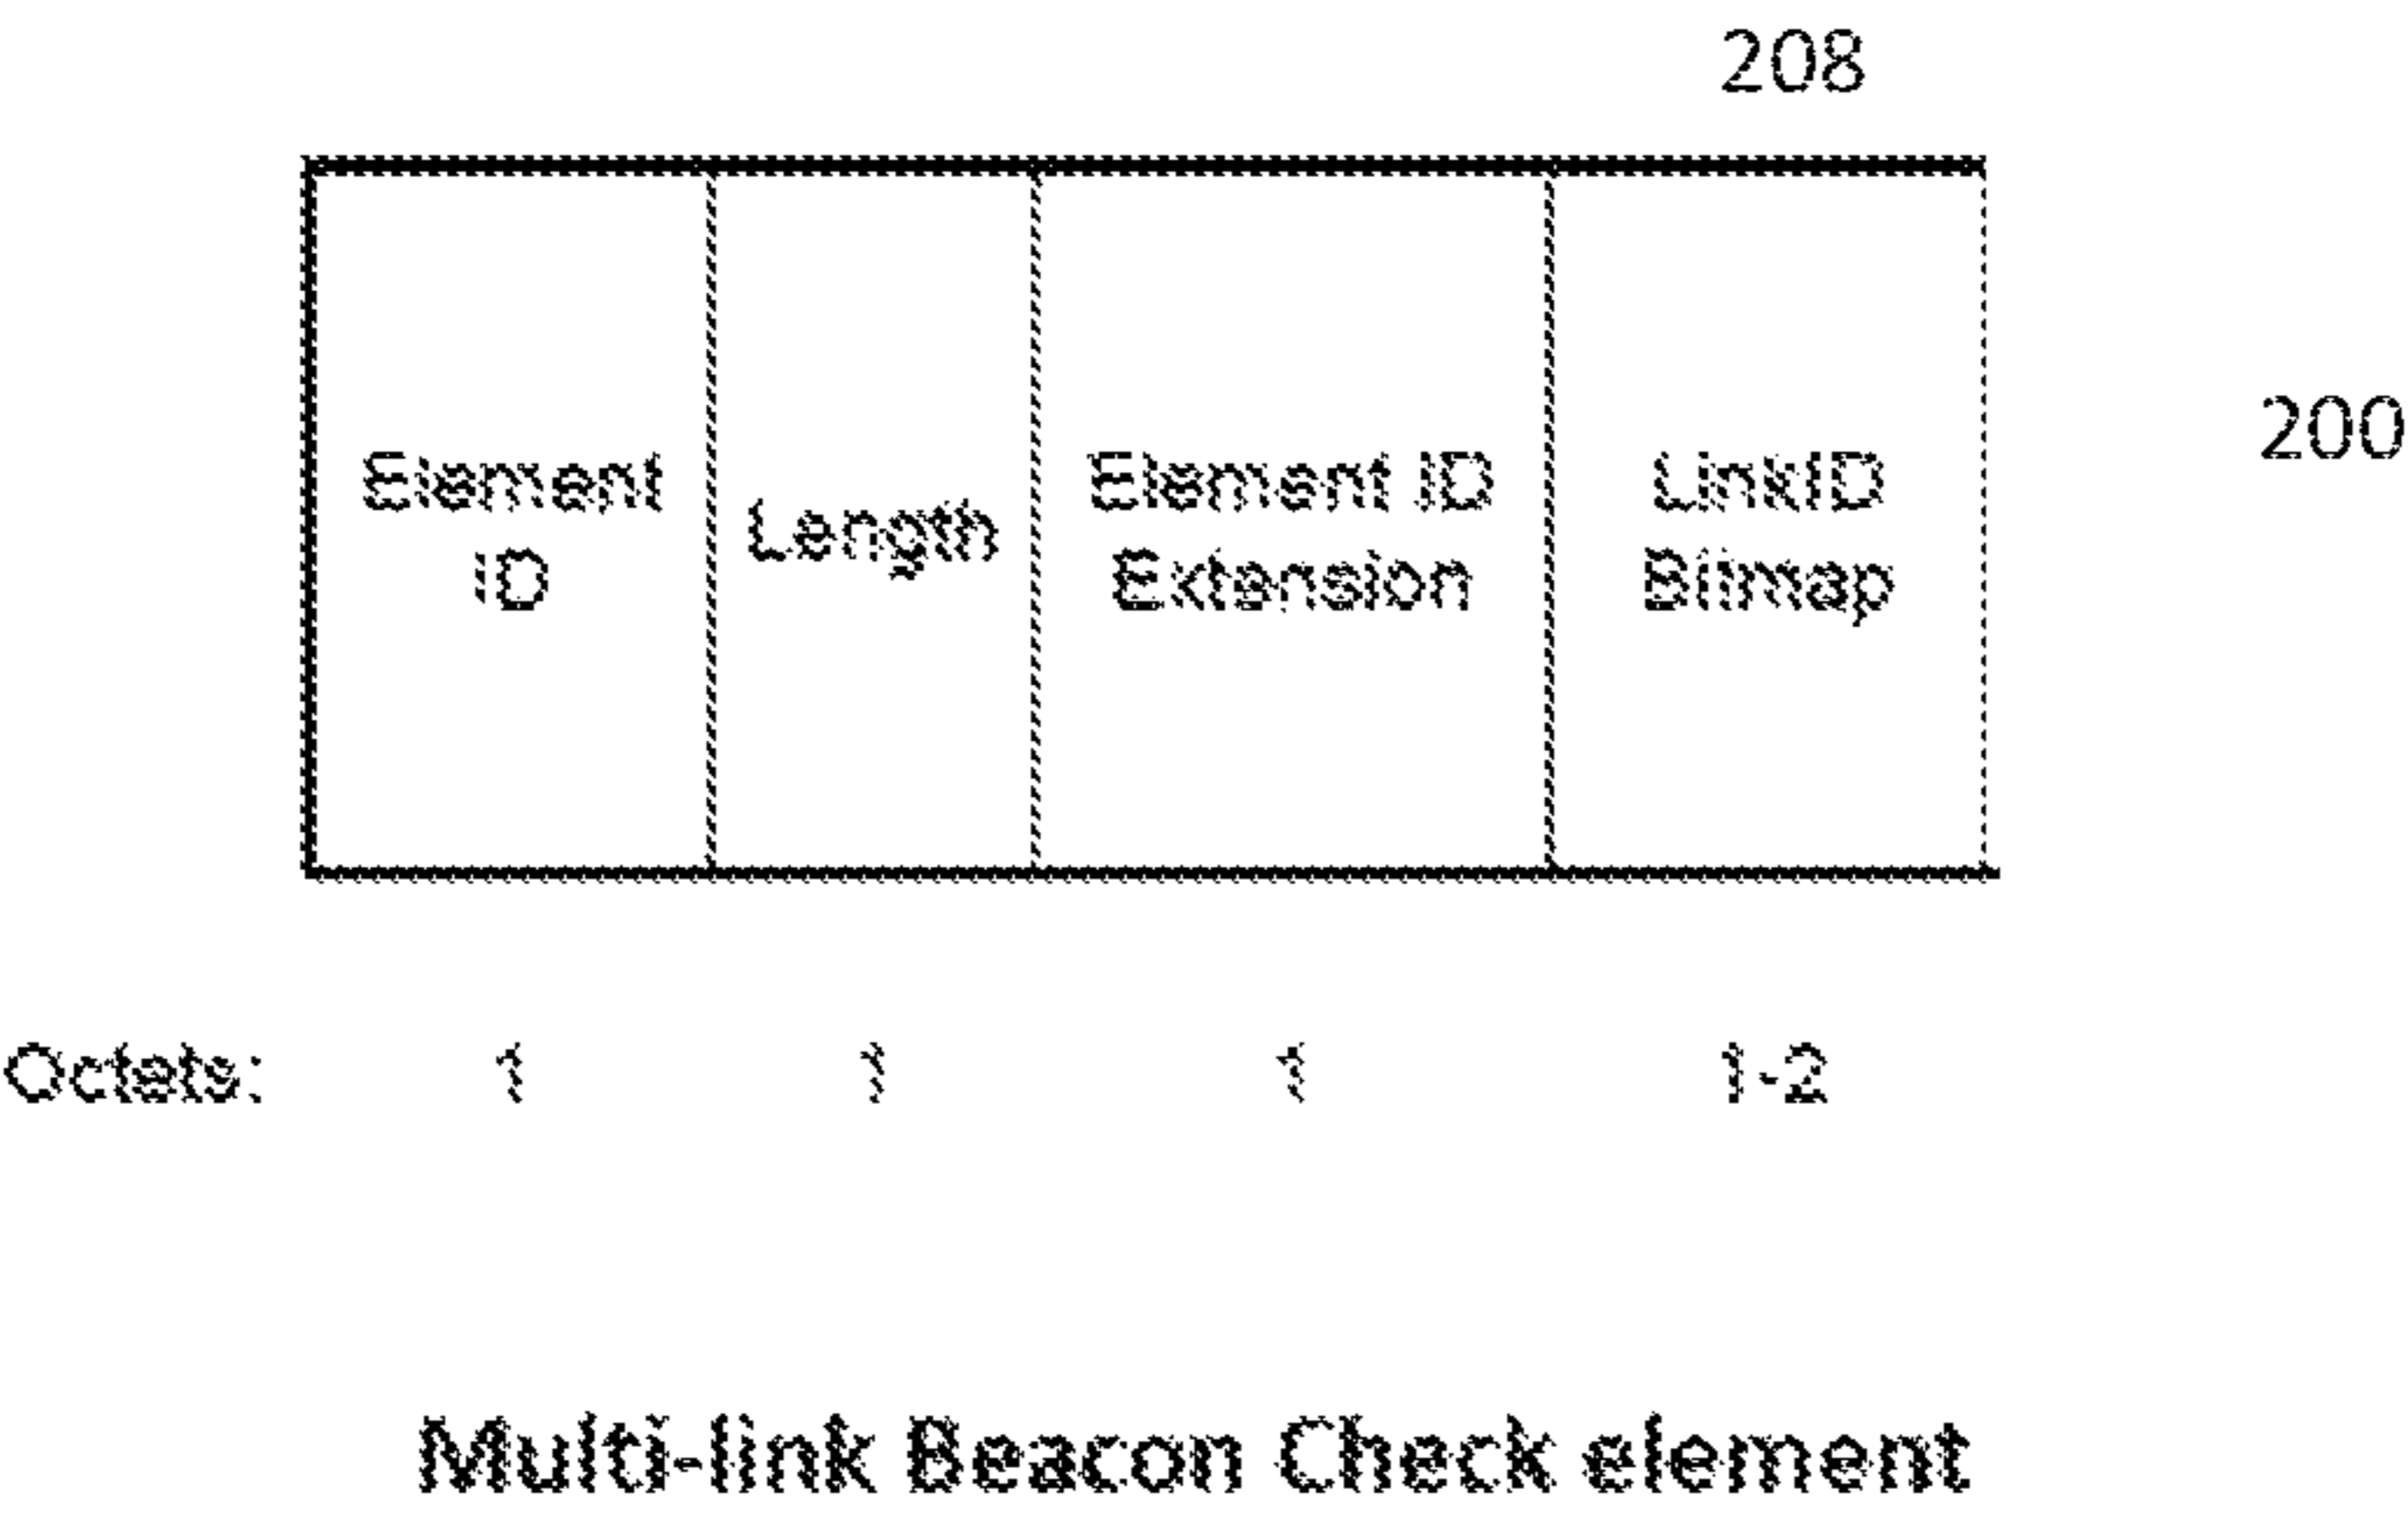 208
200
Element
ID
Length
Element ID
Extension
LinkID
Bitmap
Octets: 1 1 1 1-2
Multi-link Beacon Check element